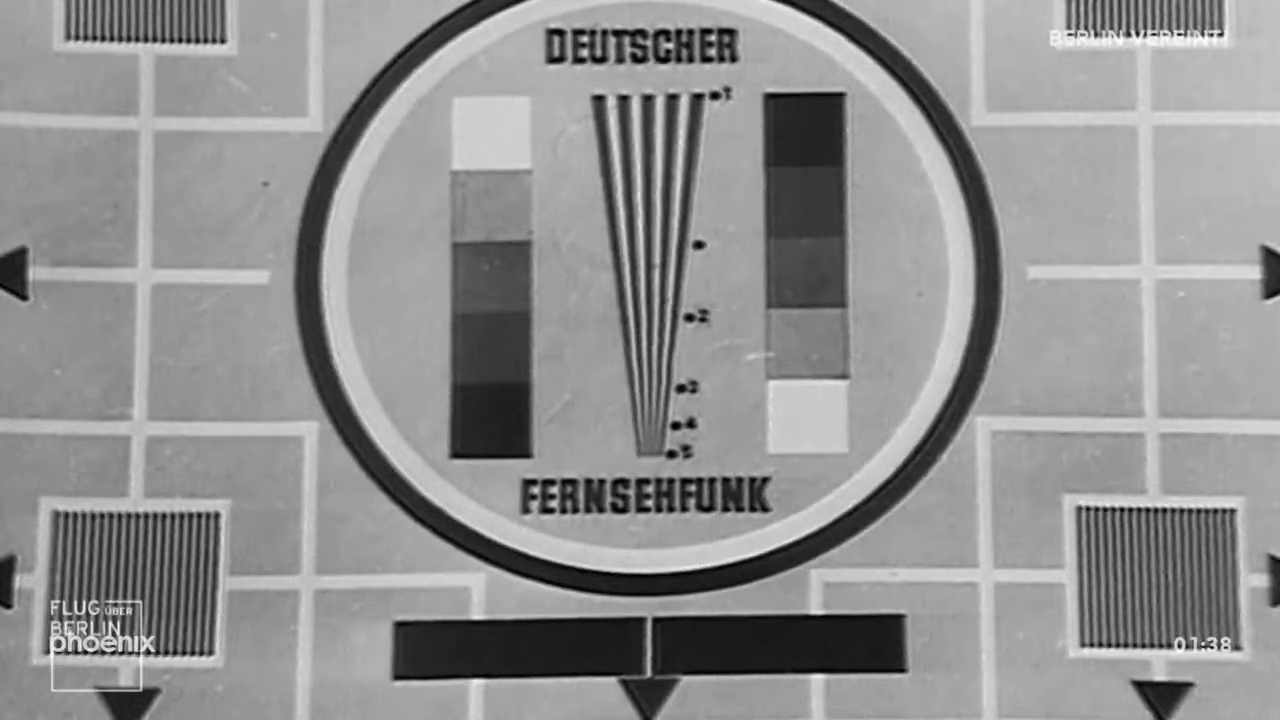 DEUTSCHER
BERLIN VEREINT!
1
2
3
4
5
FERNSEHFUNK
FLUG ÜBER
BERLIN
phoenix
01:38